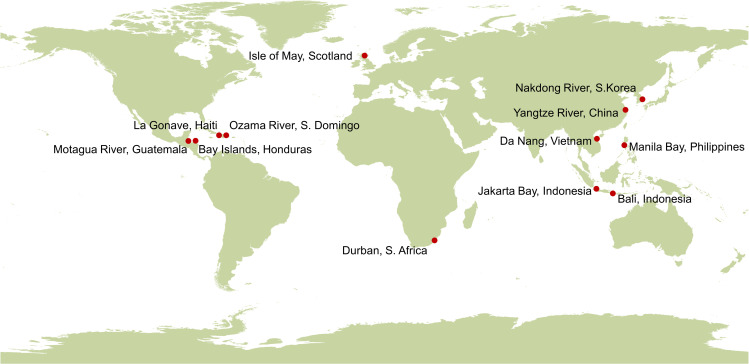 Isle of May, Scotland
Nakdong River, S.Korea
Yangtze River, China
La Gonave, Haiti
Ozama River, S. Domingo
Da Nang, Vietnam
Manila Bay, Philippines
Motagua River, Guatemala
Bay Islands, Honduras
Jakarta Bay, Indonesia
Bali, Indonesia
Durban, S. Africa